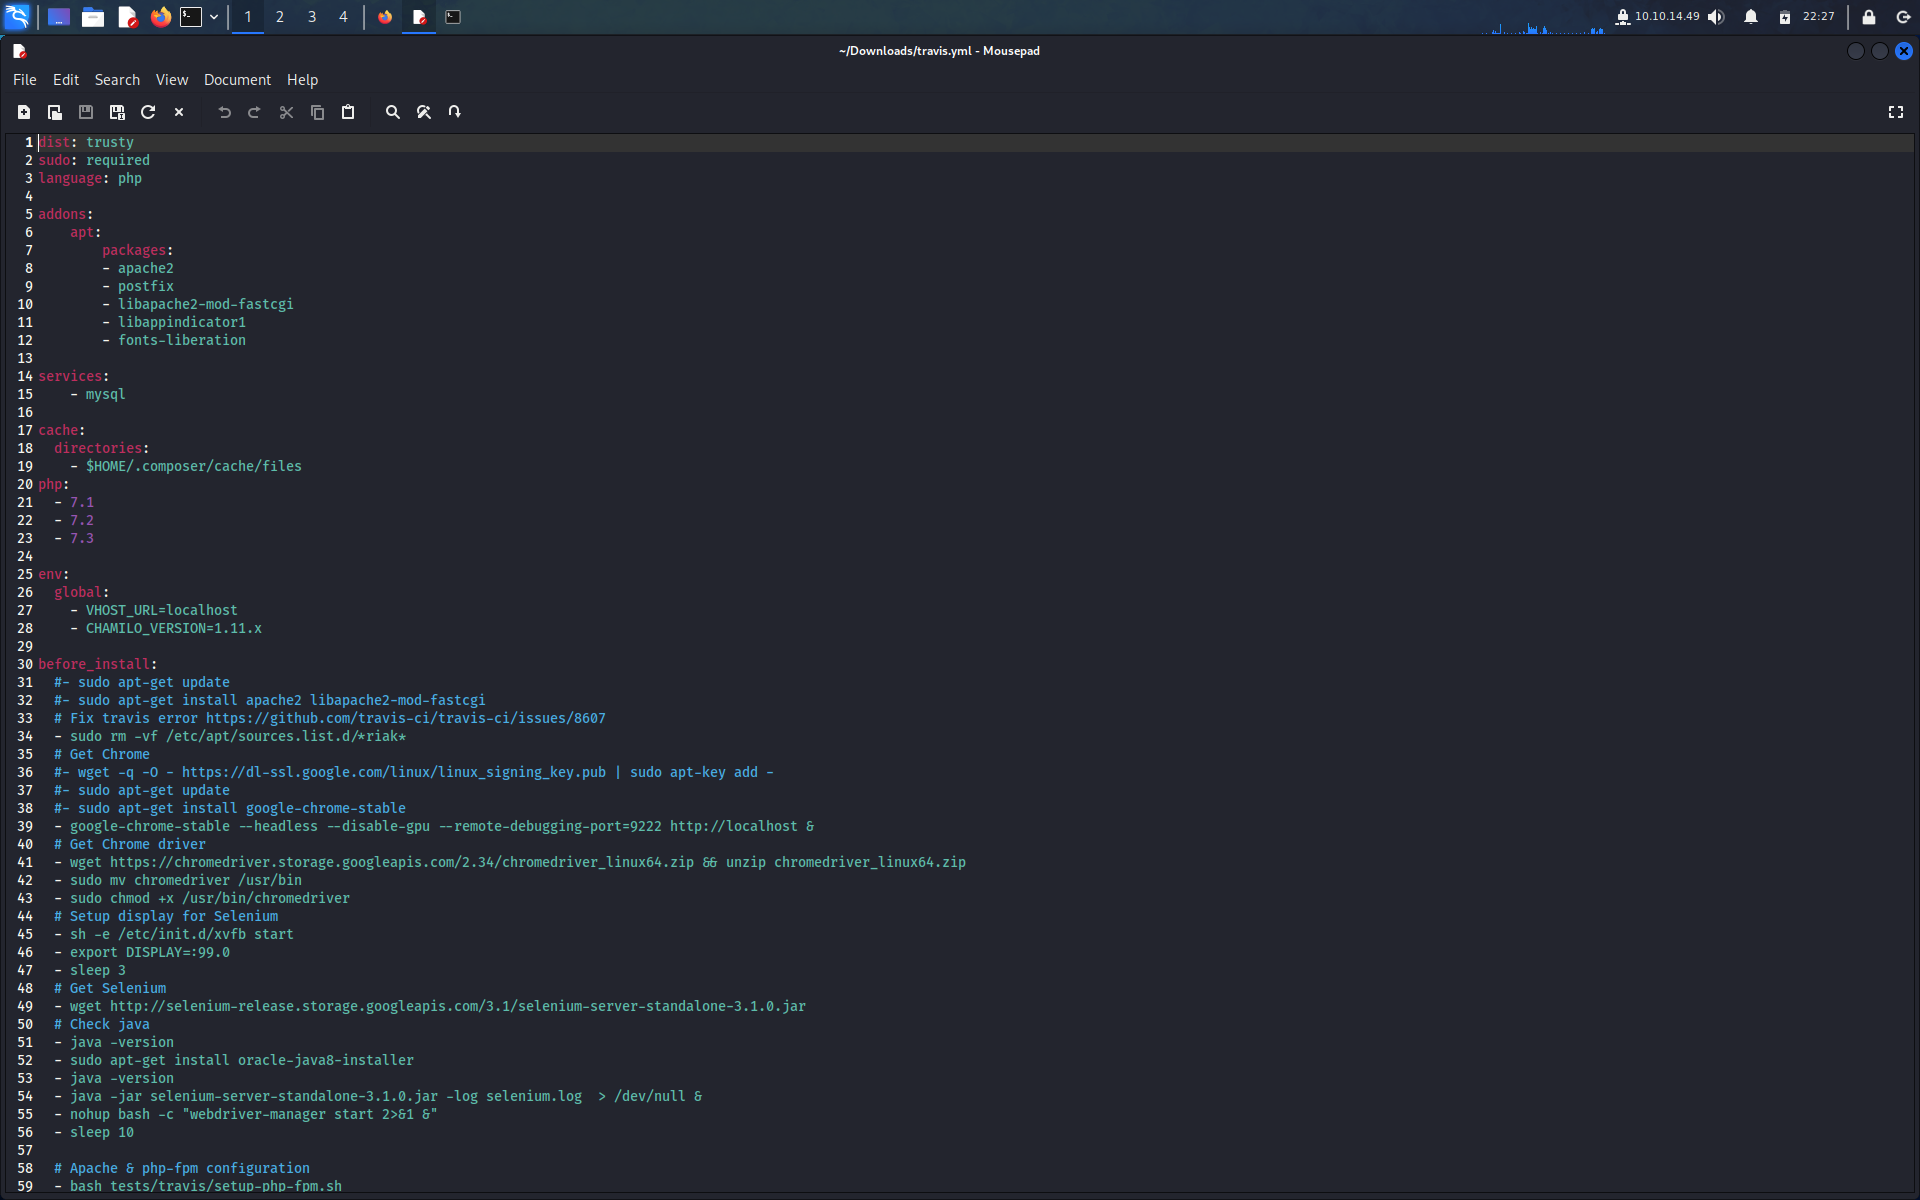 1 2 3 4 10.10.14.49 22:27
~/Downloads/travis.yml - Mousepad
File Edit Search View Document Help
1 dist: trusty
2 sudo: required
3 language: php
4
5 addons:
6     apt:
7         packages:
8         - apache2
9         - postfix
10         - libapache2-mod-fastcgi
11         - libappindicator1
12         - fonts-liberation
13
14 services:
15     - mysql
16
17 cache:
18   directories:
19     - $HOME/.composer/cache/files
20 php:
21   - 7.1
22   - 7.2
23   - 7.3
24
25 env:
26   global:
27     - VHOST_URL=localhost
28     - CHAMILO_VERSION=1.11.x
29
30 before_install:
31   #- sudo apt-get update
32   #- sudo apt-get install apache2 libapache2-mod-fastcgi
33   # Fix travis error https://github.com/travis-ci/travis-ci/issues/8607
34   - sudo rm -vf /etc/apt/sources.list.d/*riak*
35   # Get Chrome
36   #- wget -q -O - https://dl-ssl.google.com/linux/linux_signing_key.pub | sudo apt-key add -
37   #- sudo apt-get update
38   #- sudo apt-get install google-chrome-stable
39   - google-chrome-stable --headless --disable-gpu --remote-debugging-port=9222 http://localhost &
40   # Get Chrome driver
41   - wget https://chromedriver.storage.googleapis.com/2.34/chromedriver_linux64.zip && unzip chromedriver_linux64.zip
42   - sudo mv chromedriver /usr/bin
43   - sudo chmod +x /usr/bin/chromedriver
44   # Setup display for Selenium
45   - sh -e /etc/init.d/xvfb start
46   - export DISPLAY=:99.0
47   - sleep 3
48   # Get Selenium
49   - wget http://selenium-release.storage.googleapis.com/3.1/selenium-server-standalone-3.1.0.jar
50   # Check java
51   - java -version
52   - sudo apt-get install oracle-java8-installer
53   - java -version
54   - java -jar selenium-server-standalone-3.1.0.jar -log selenium.log  > /dev/null &
55   - nohup bash -c "webdriver-manager start 2>&1 &"
56   - sleep 10
57
58   # Apache & php-fpm configuration
59   - bash tests/travis/setup-php-fpm.sh